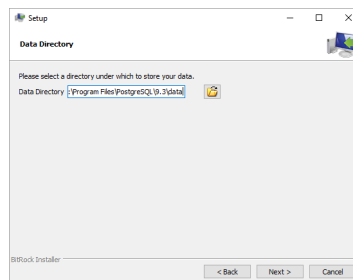 Setup
Data Directory
Please select a directory under which to store your data.
Data Directory :\Program Files\PostgreSQL\9.3\data
BitRock Installer
< Back Next > Cancel